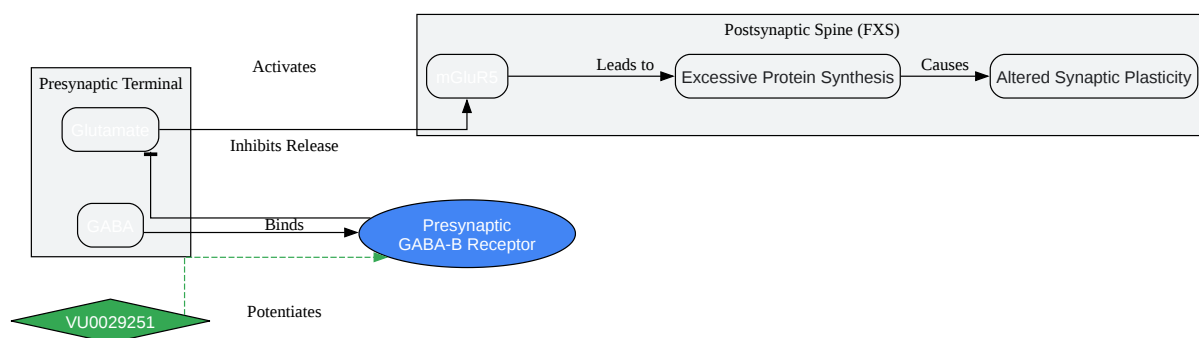 Postsynaptic Spine (FXS)
Activates
mGluR5
Leads to
Excessive Protein Synthesis
Causes
Altered Synaptic Plasticity
Presynaptic Terminal
Glutamate
Inhibits Release
GABA
Binds
Presynaptic
GABA-B Receptor
VU0029251
Potentiates